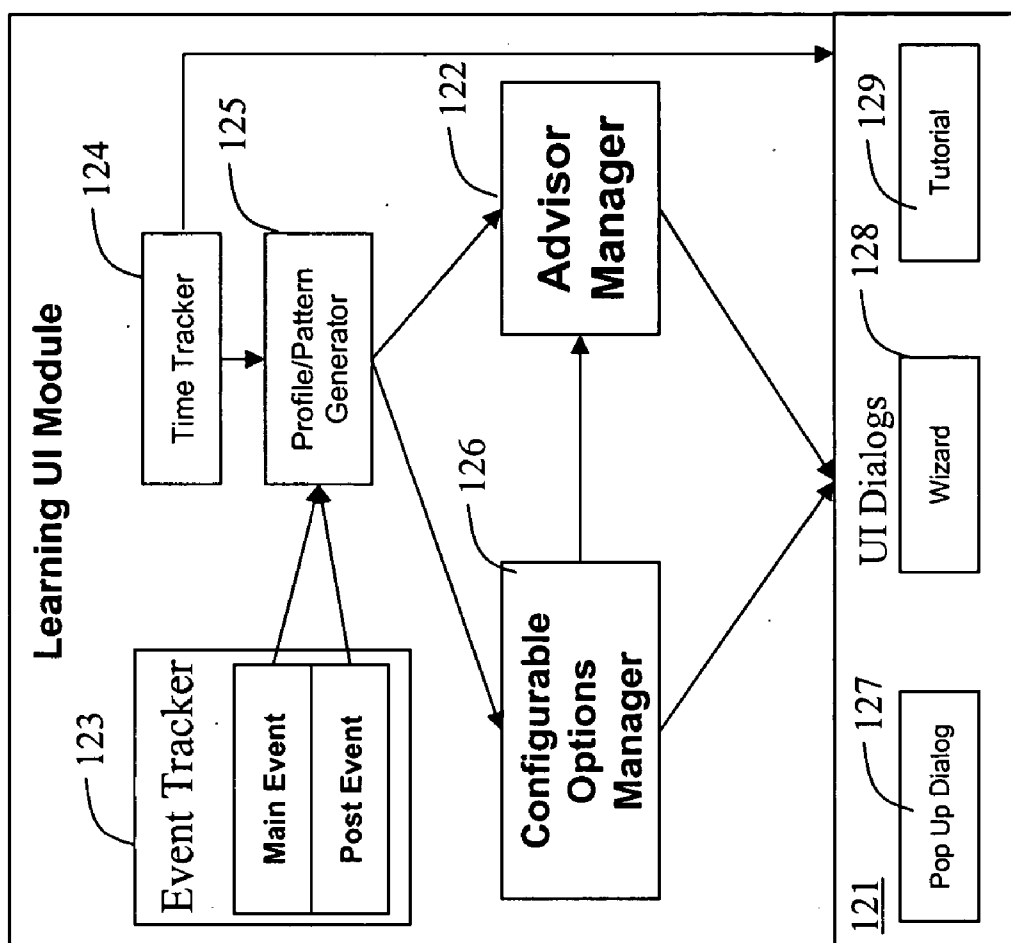 Learning UI Module
123
Event Tracker
Main Event
Post Event
124
Time Tracker
125
Profile/Pattern
Generator
126
Configurable
Options
Manager
122
Advisor
Manager
121
UI Dialogs
127
Pop Up Dialog
128
Wizard
129
Tutorial